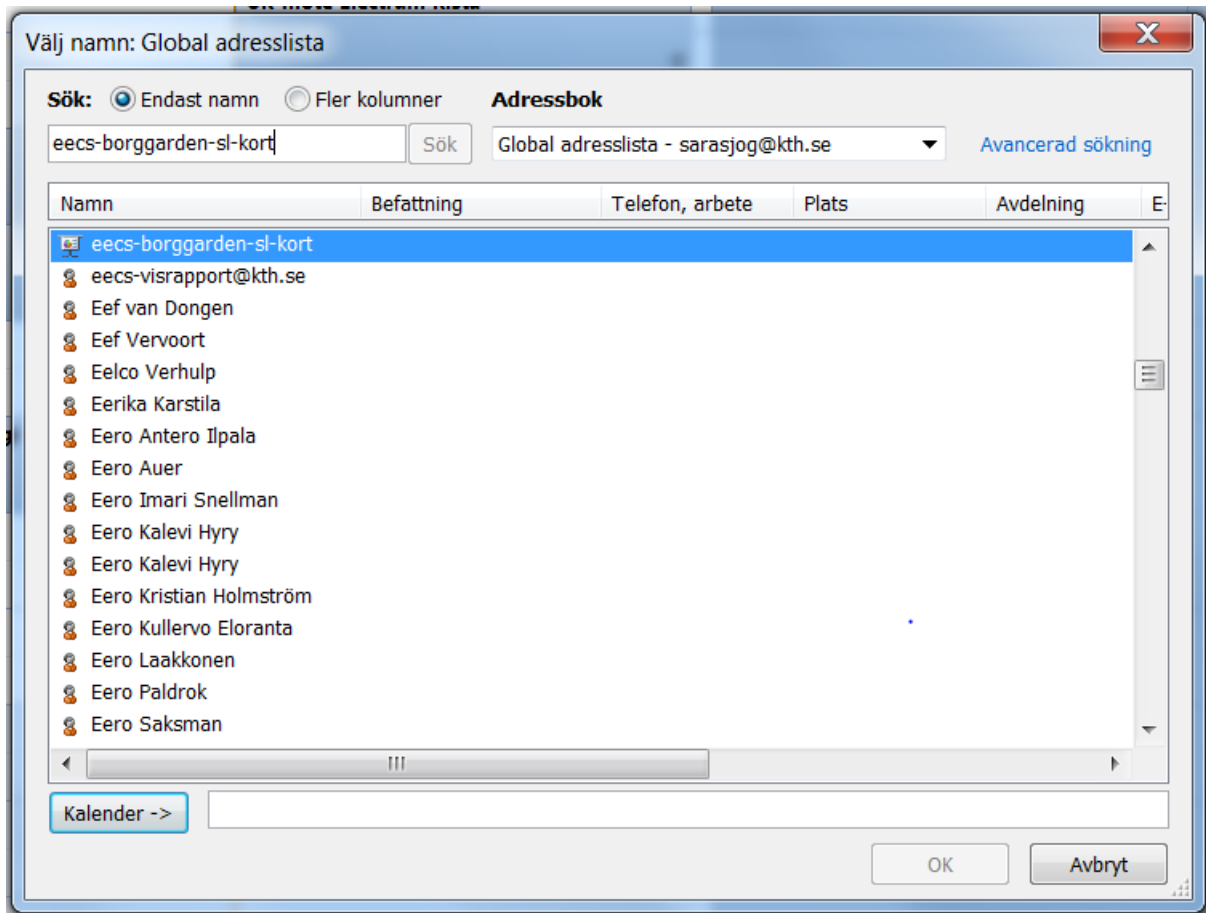 Välj namn: Global adresslista
Sök: Endast namn Fler kolumner Adressbok
eecs-borggarden-sl-kort Sök Global adresslista - sarasjog@kth.se Avancerad sökning
Namn Befattning Telefon, arbete Plats Avdelning E-
eecs-borggarden-sl-kort
eecs-visrapport@kth.se
Eef van Dongen
Eef Vervoort
Eelco Verhulp
Eerika Karstila
Eero Antero Ilpala
Eero Auer
Eero Imari Snellman
Eero Kalevi Hyry
Eero Kalevi Hyry
Eero Kristian Holmström
Eero Kullervo Eloranta
Eero Laakkonen
Eero Paldrok
Eero Saksman
Kalender ->
OK Avbryt